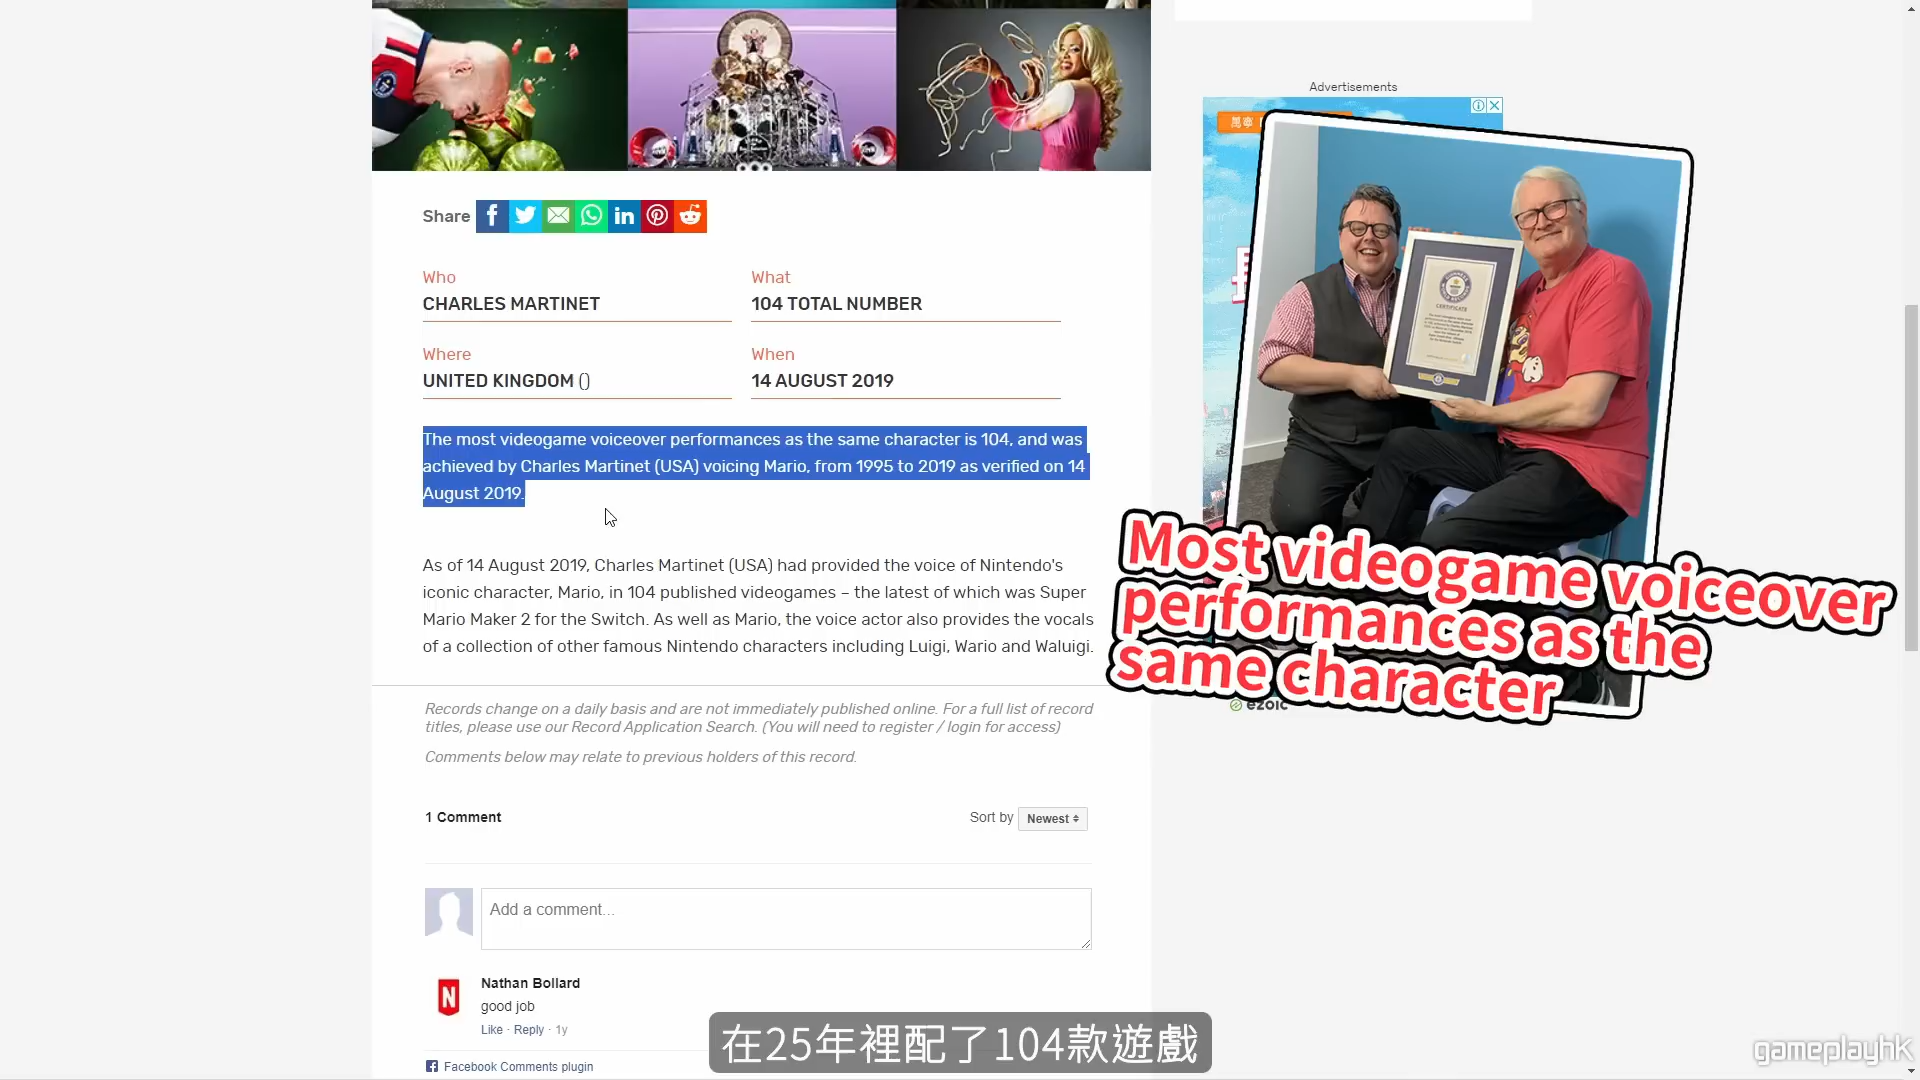 Advertisements
萬寧
Share
Who
CHARLES MARTINET
What
104 TOTAL NUMBER
Where
UNITED KINGDOM ()
When
14 AUGUST 2019
The most videogame voiceover performances as the same character is 104, and was
achieved by Charles Martinet (USA) voicing Mario, from 1995 to 2019 as verified on 14
August 2019.
As of 14 August 2019, Charles Martinet (USA) had provided the voice of Nintendo's
iconic character, Mario, in 104 published videogames – the latest of which was Super
Mario Maker 2 for the Switch. As well as Mario, the voice actor also provides the vocals
of a collection of other famous Nintendo characters including Luigi, Wario and Waluigi.
CERTIFICATE
Most videogame voiceover
performances as the
same character
ezoic
Records change on a daily basis and are not immediately published online. For a full list of record
titles, please use our Record Application Search. (You will need to register / login for access)
Comments below may relate to previous holders of this record.
1 Comment
Sort by Newest
Add a comment...
N
Nathan Bollard
good job
Like · Reply · 1y
Facebook Comments plugin
在25年裡配了104款遊戲
gameplayhk